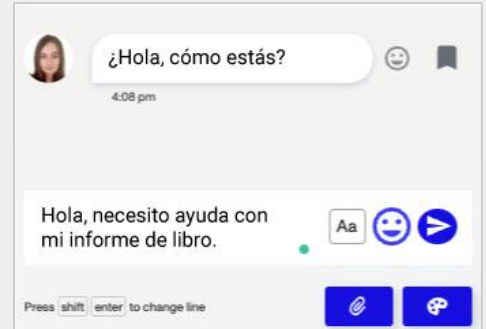 ¿Hola, cómo estás?
4:08 pm
Hola, necesito ayuda con
mi informe de libro.
Aa
Press shift enter to change line